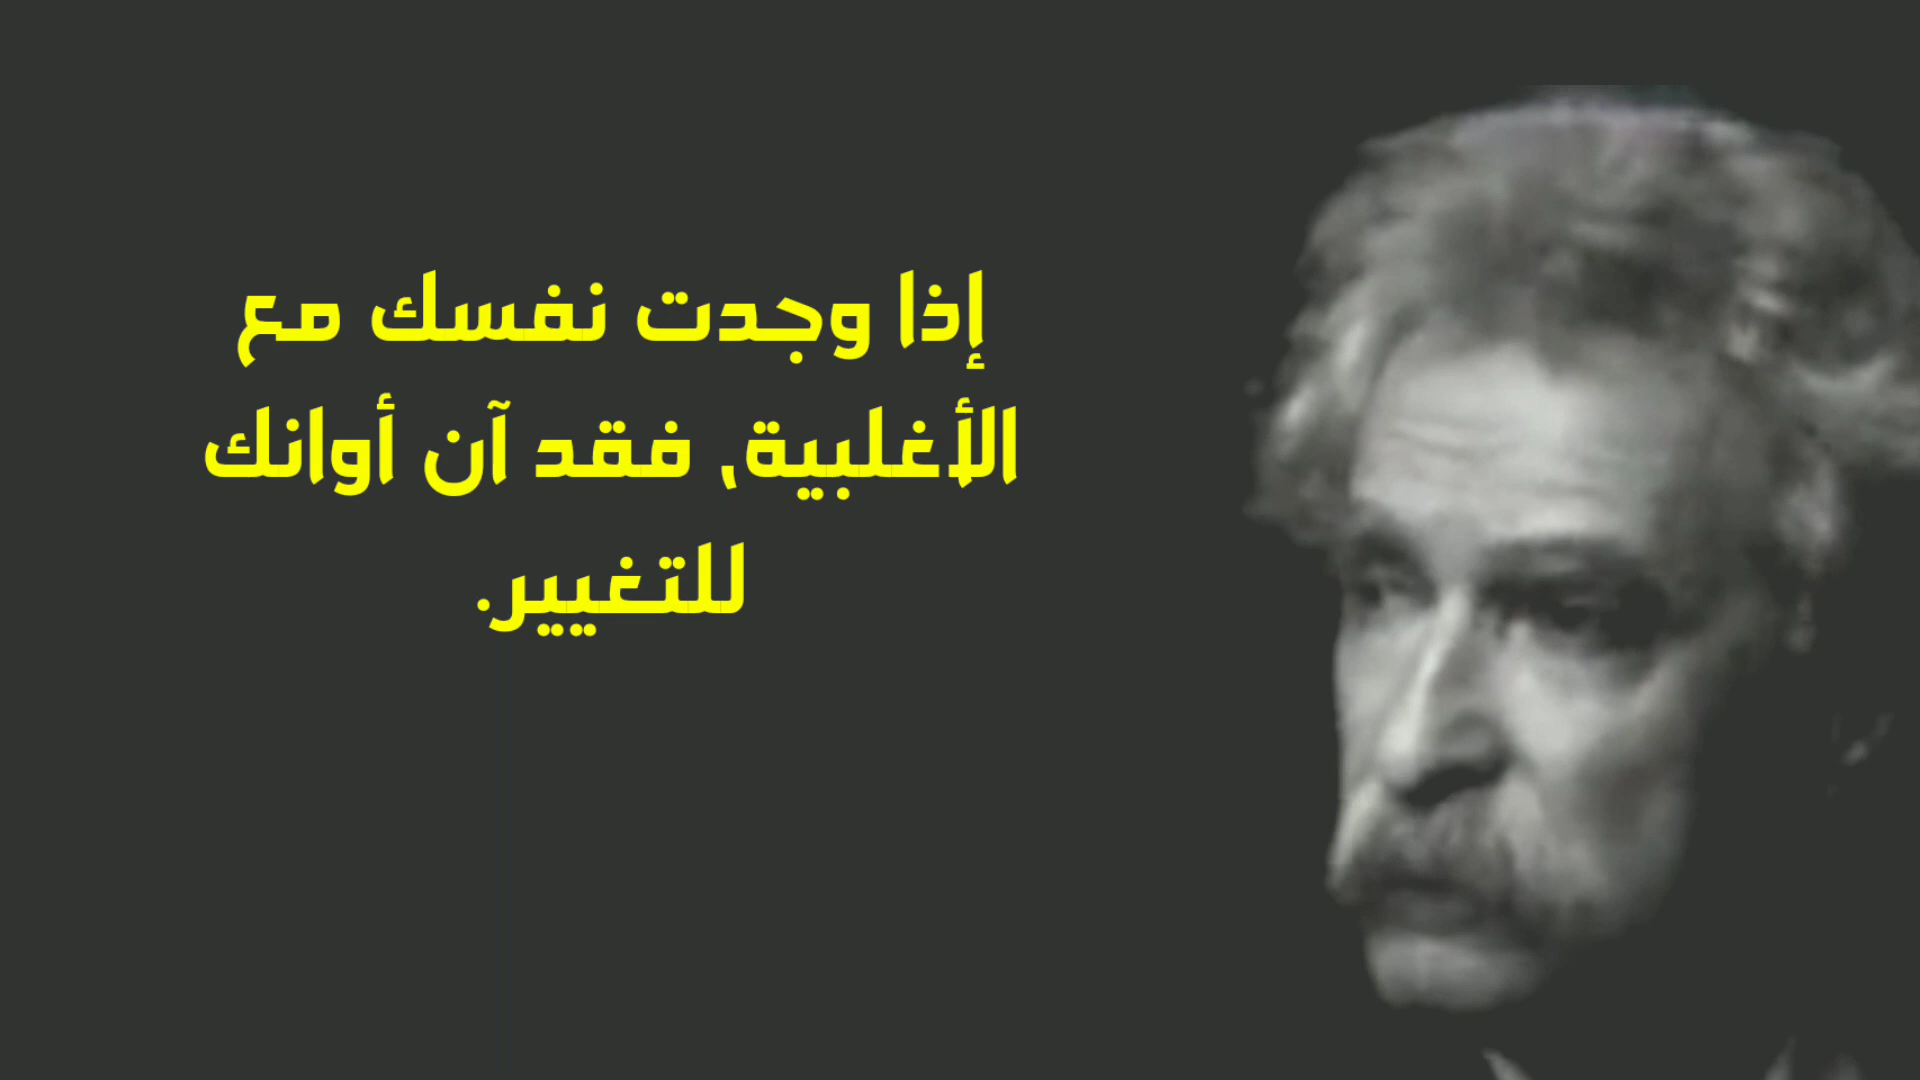 إذا وجدت نفسك مع
الأغلبية, فقد آن أوانك
للتغيير.